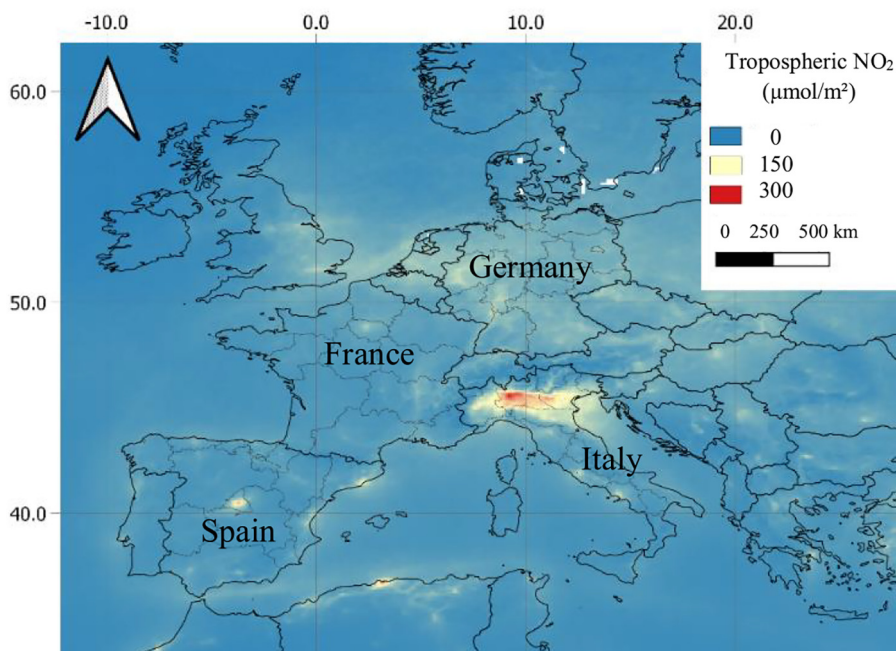 -10.0 0.0 10.0 20.0
Tropospheric NO₂
(µmol/m²)
60.0
0
150
300
0 250 500 km
Germany
50.0
France
Italy
40.0
Spain